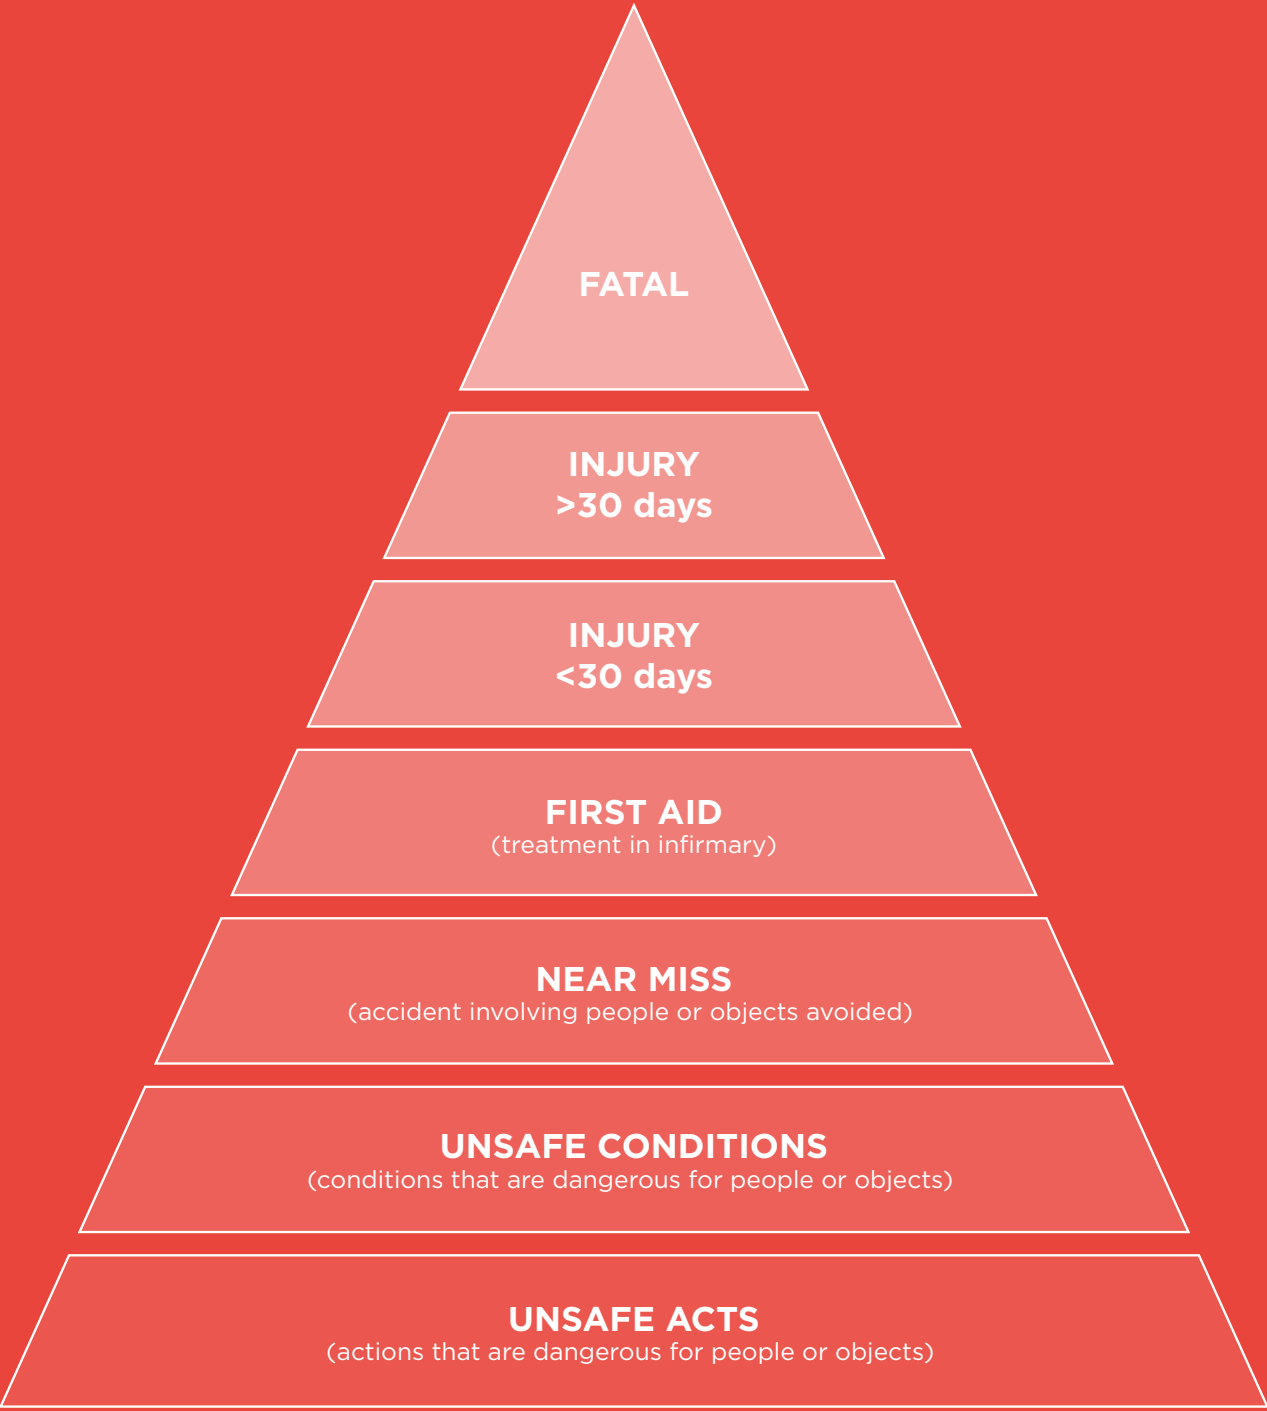 FATAL
INJURY
>30 days
INJURY
<30 days
FIRST AID
(treatment in infirmary)
NEAR MISS
(accident involving people or objects avoided)
UNSAFE CONDITIONS
(conditions that are dangerous for people or objects)
UNSAFE ACTS
(actions that are dangerous for people or objects)